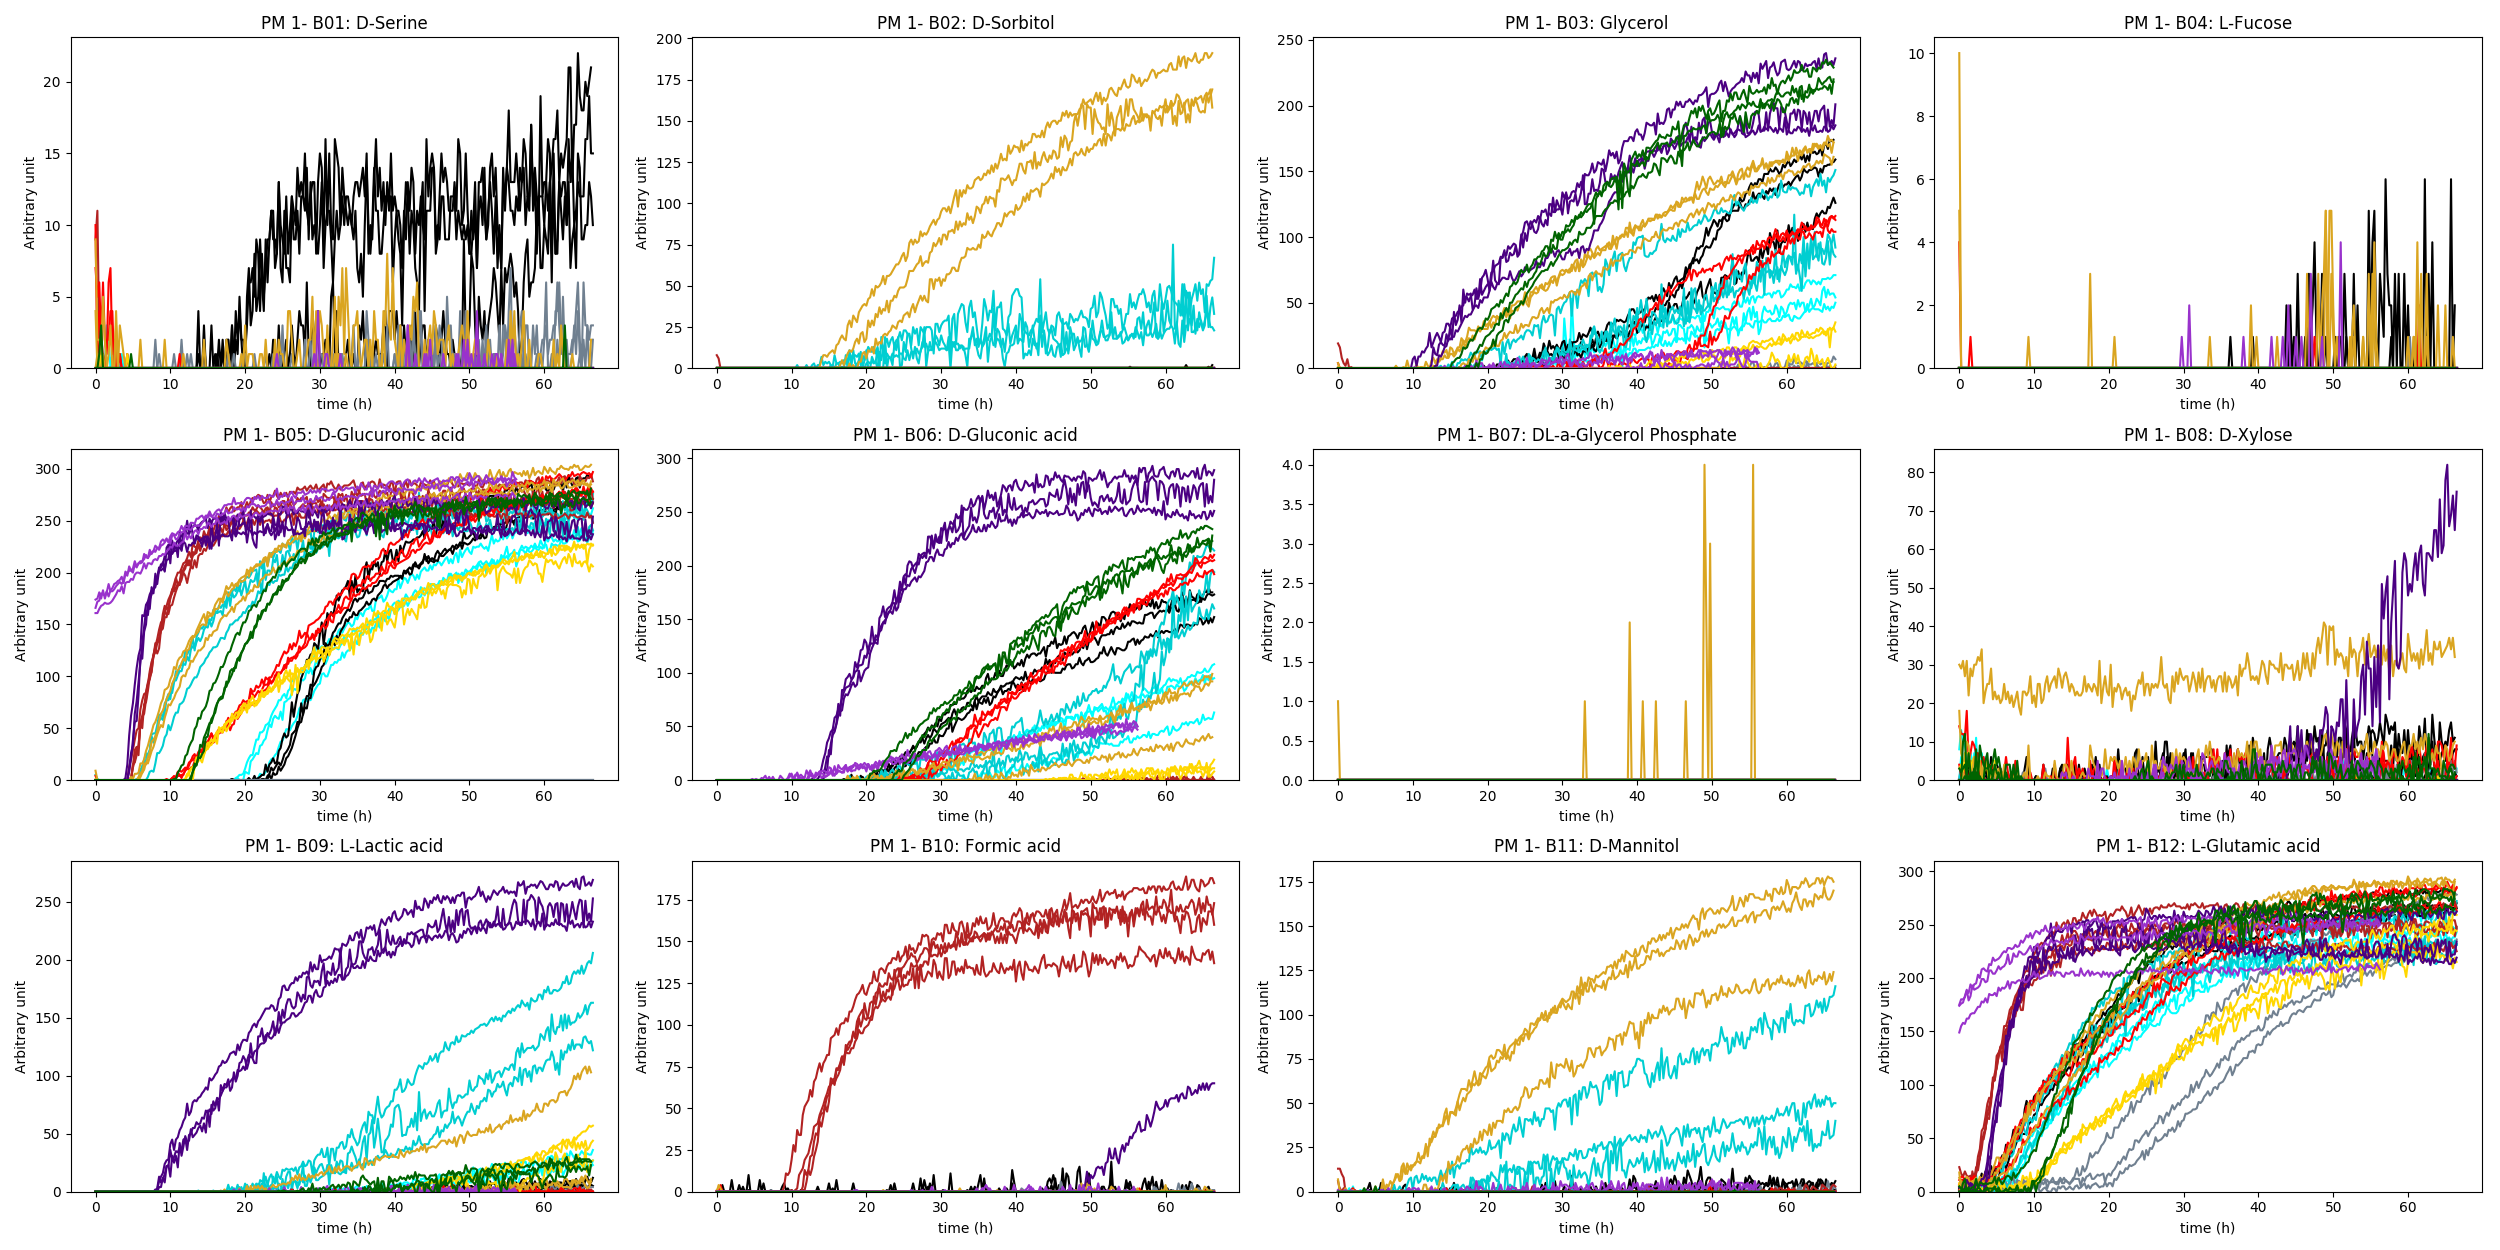 PM 1- B01: D-Serine
Arbitrary unit
20
15
10
5
0
0 10 20 30 40 50 60
time (h)
PM 1- B02: D-Sorbitol
Arbitrary unit
200
175
150
125
100
75
50
25
0
0 10 20 30 40 50 60
time (h)
PM 1- B03: Glycerol
Arbitrary unit
250
200
150
100
50
0
0 10 20 30 40 50 60
time (h)
PM 1- B04: L-Fucose
Arbitrary unit
10
8
6
4
2
0
0 10 20 30 40 50 60
time (h)
PM 1- B05: D-Glucuronic acid
Arbitrary unit
300
250
200
150
100
50
0
0 10 20 30 40 50 60
time (h)
PM 1- B06: D-Gluconic acid
Arbitrary unit
300
250
200
150
100
50
0
0 10 20 30 40 50 60
time (h)
PM 1- B07: DL-a-Glycerol Phosphate
Arbitrary unit
4.0
3.5
3.0
2.5
2.0
1.5
1.0
0.5
0.0
0 10 20 30 40 50 60
time (h)
PM 1- B08: D-Xylose
Arbitrary unit
80
70
60
50
40
30
20
10
0
0 10 20 30 40 50 60
time (h)
PM 1- B09: L-Lactic acid
Arbitrary unit
250
200
150
100
50
0
0 10 20 30 40 50 60
time (h)
PM 1- B10: Formic acid
Arbitrary unit
175
150
125
100
75
50
25
0
0 10 20 30 40 50 60
time (h)
PM 1- B11: D-Mannitol
Arbitrary unit
175
150
125
100
75
50
25
0
0 10 20 30 40 50 60
time (h)
PM 1- B12: L-Glutamic acid
Arbitrary unit
300
250
200
150
100
50
0
0 10 20 30 40 50 60
time (h)